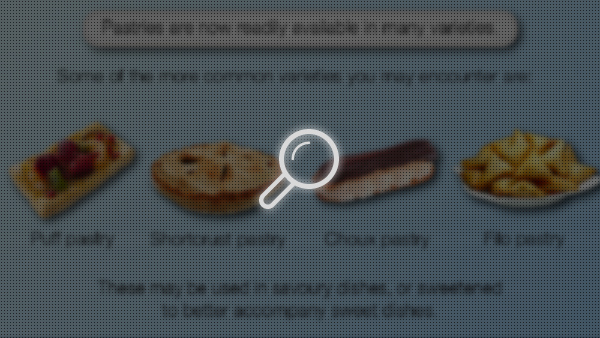 Pastries are now readily available in many varieties.
Some of the more common varieties you may encounter are:
Puff pastry
Shortcrust pastry
Choux pastry
Filo pastry
These may be used in savoury dishes, or sweetened
to better accompany sweet dishes.